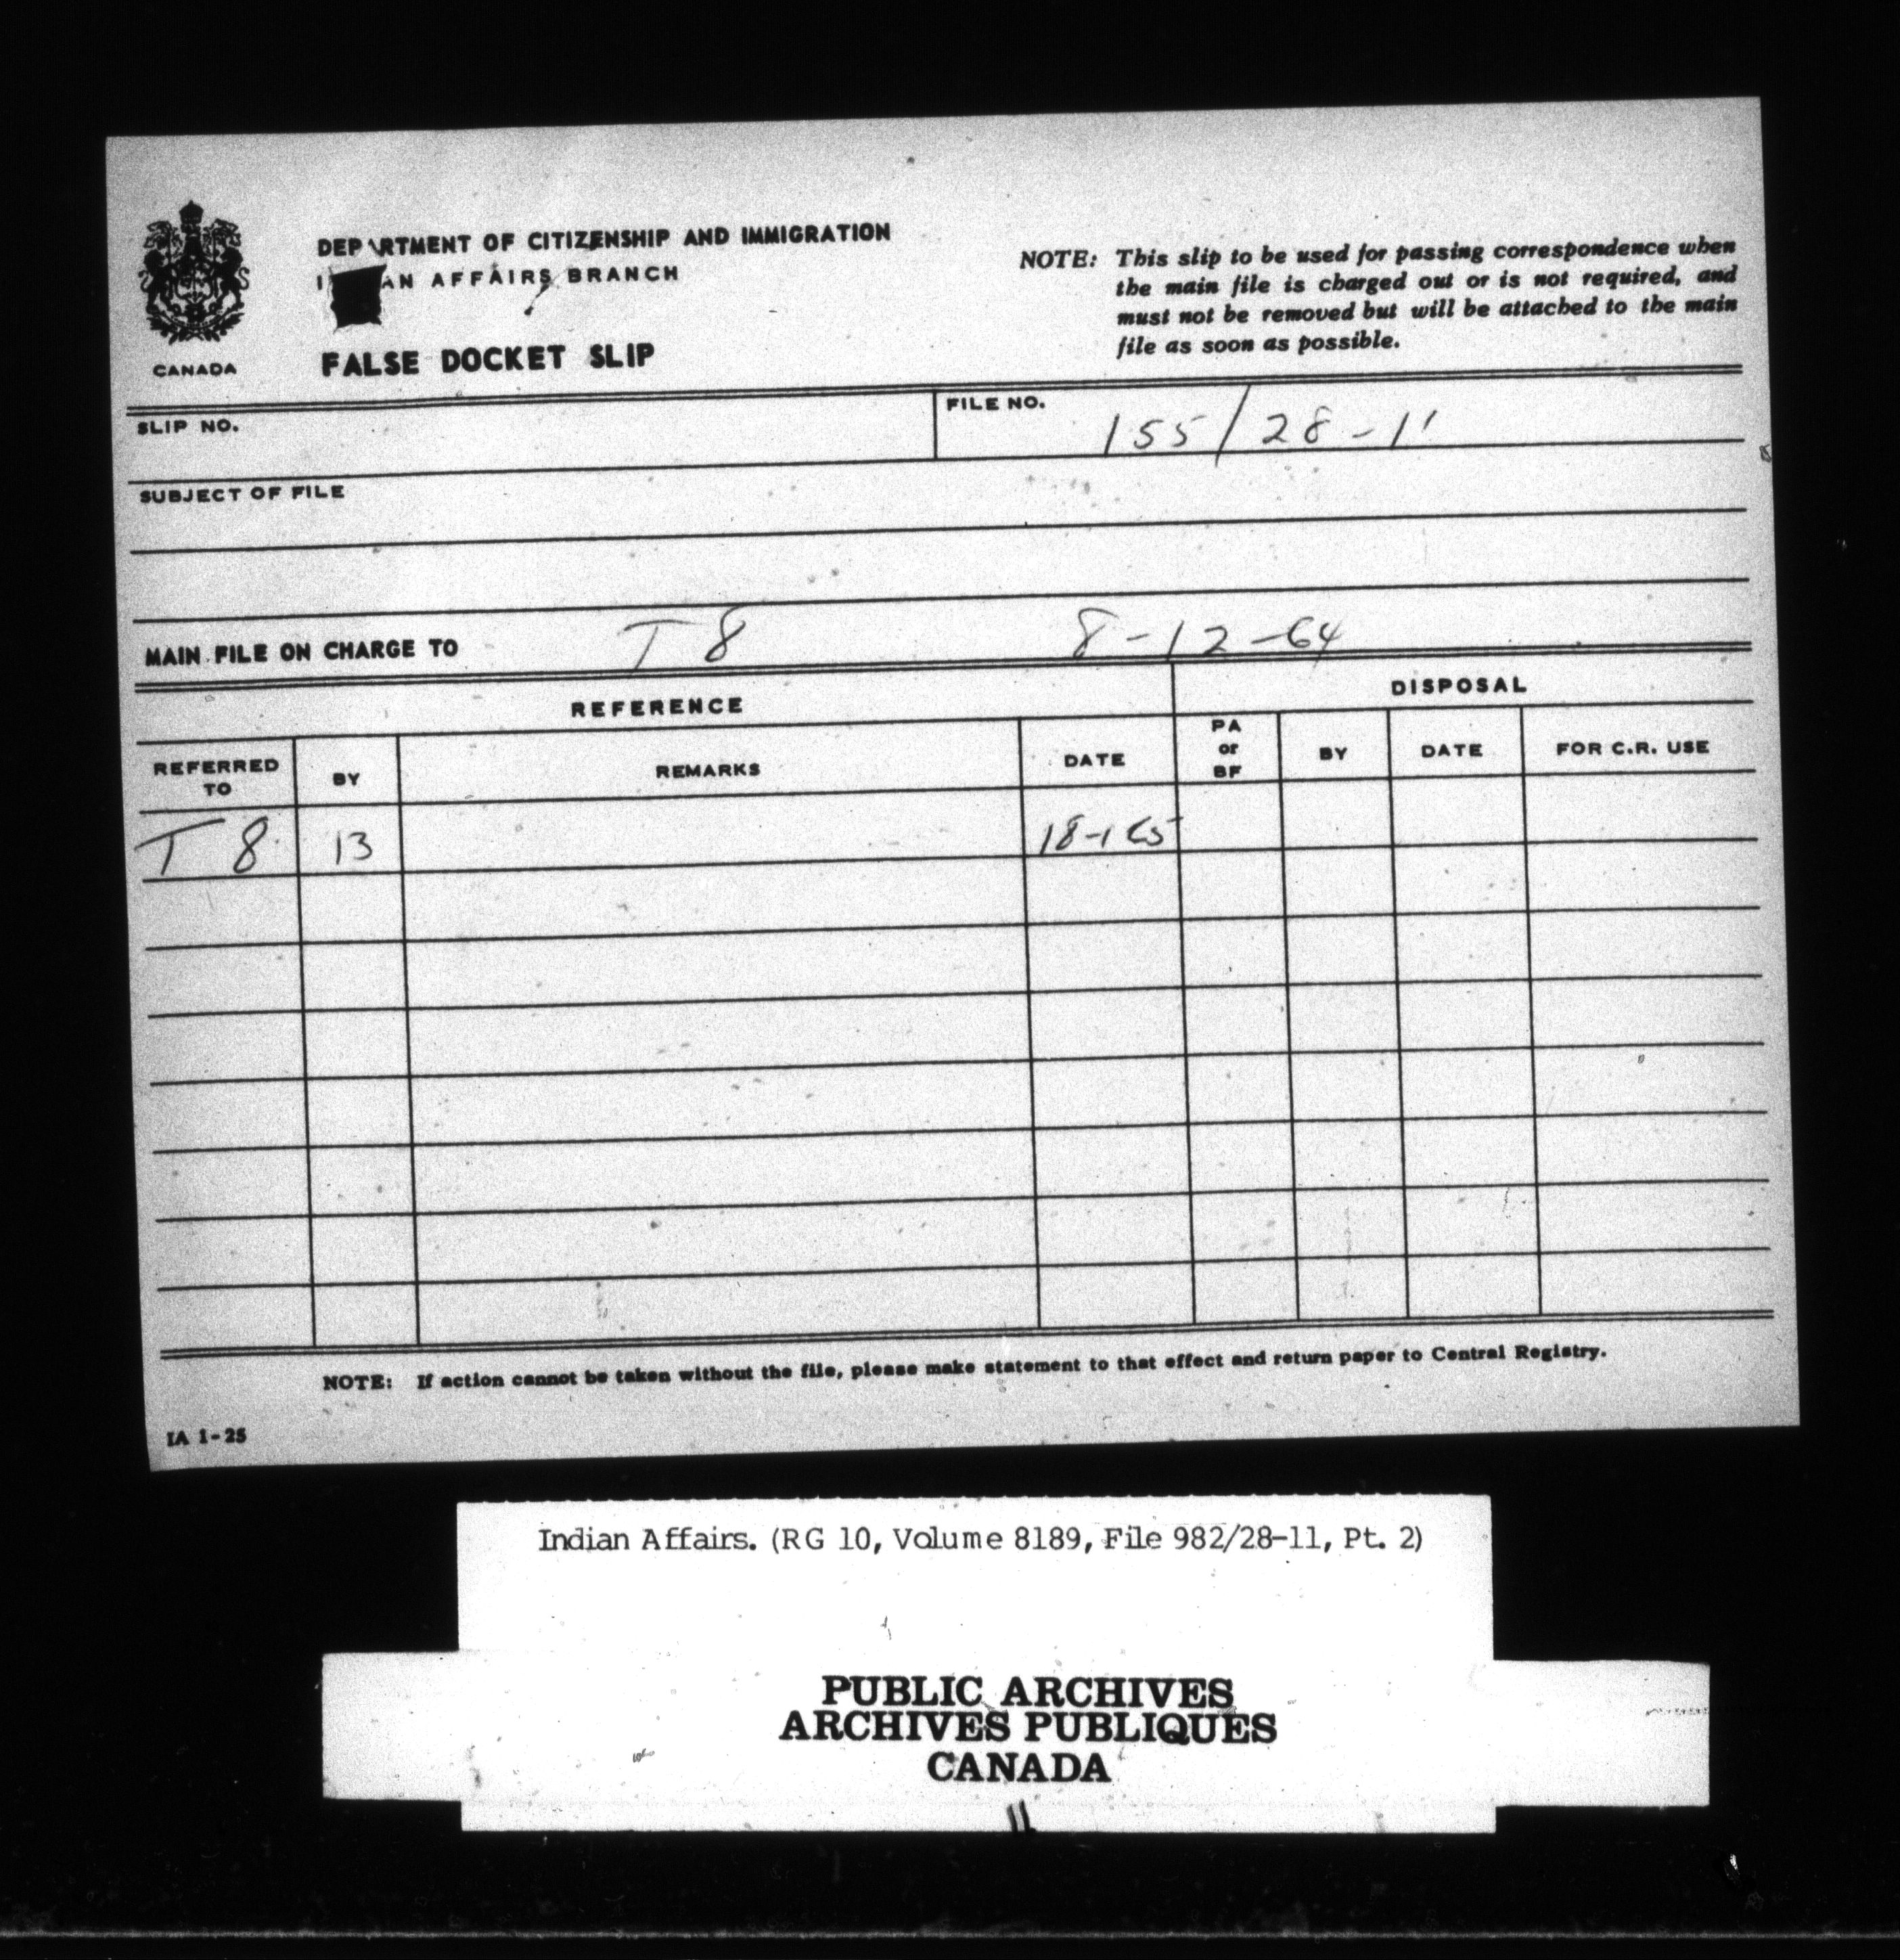 DEPARTMENT OF CITIZENSHIP AND IMMIGRATION
AFFAIRS BRANCH
CANADA
FALSE DOCKET SLIP
NOTE: This slip to be used for passing correspondence when
the main file is charged out or is not required, and
must not be removed but will be attached to the main
file as soon as possible.
SLIP NO.
FILE NO. 155/28-11
SUBJECT OF FILE
MAIN FILE ON CHARGE TO T 8 8-12-64
REFERENCE DISPOSAL
REFERRED TO BY REMARKS DATE PA or BF BY DATE FOR C.R. USE
T 8 13 18-1 65
NOTE: If action cannot be taken without the file, please make statement to that effect and return paper to Central Registry.
IA 1-25
Indian Affairs. (RG 10, Volume 8189, File 982/28-11, Pt. 2)
PUBLIC ARCHIVES
ARCHIVES PUBLIQUES
CANADA